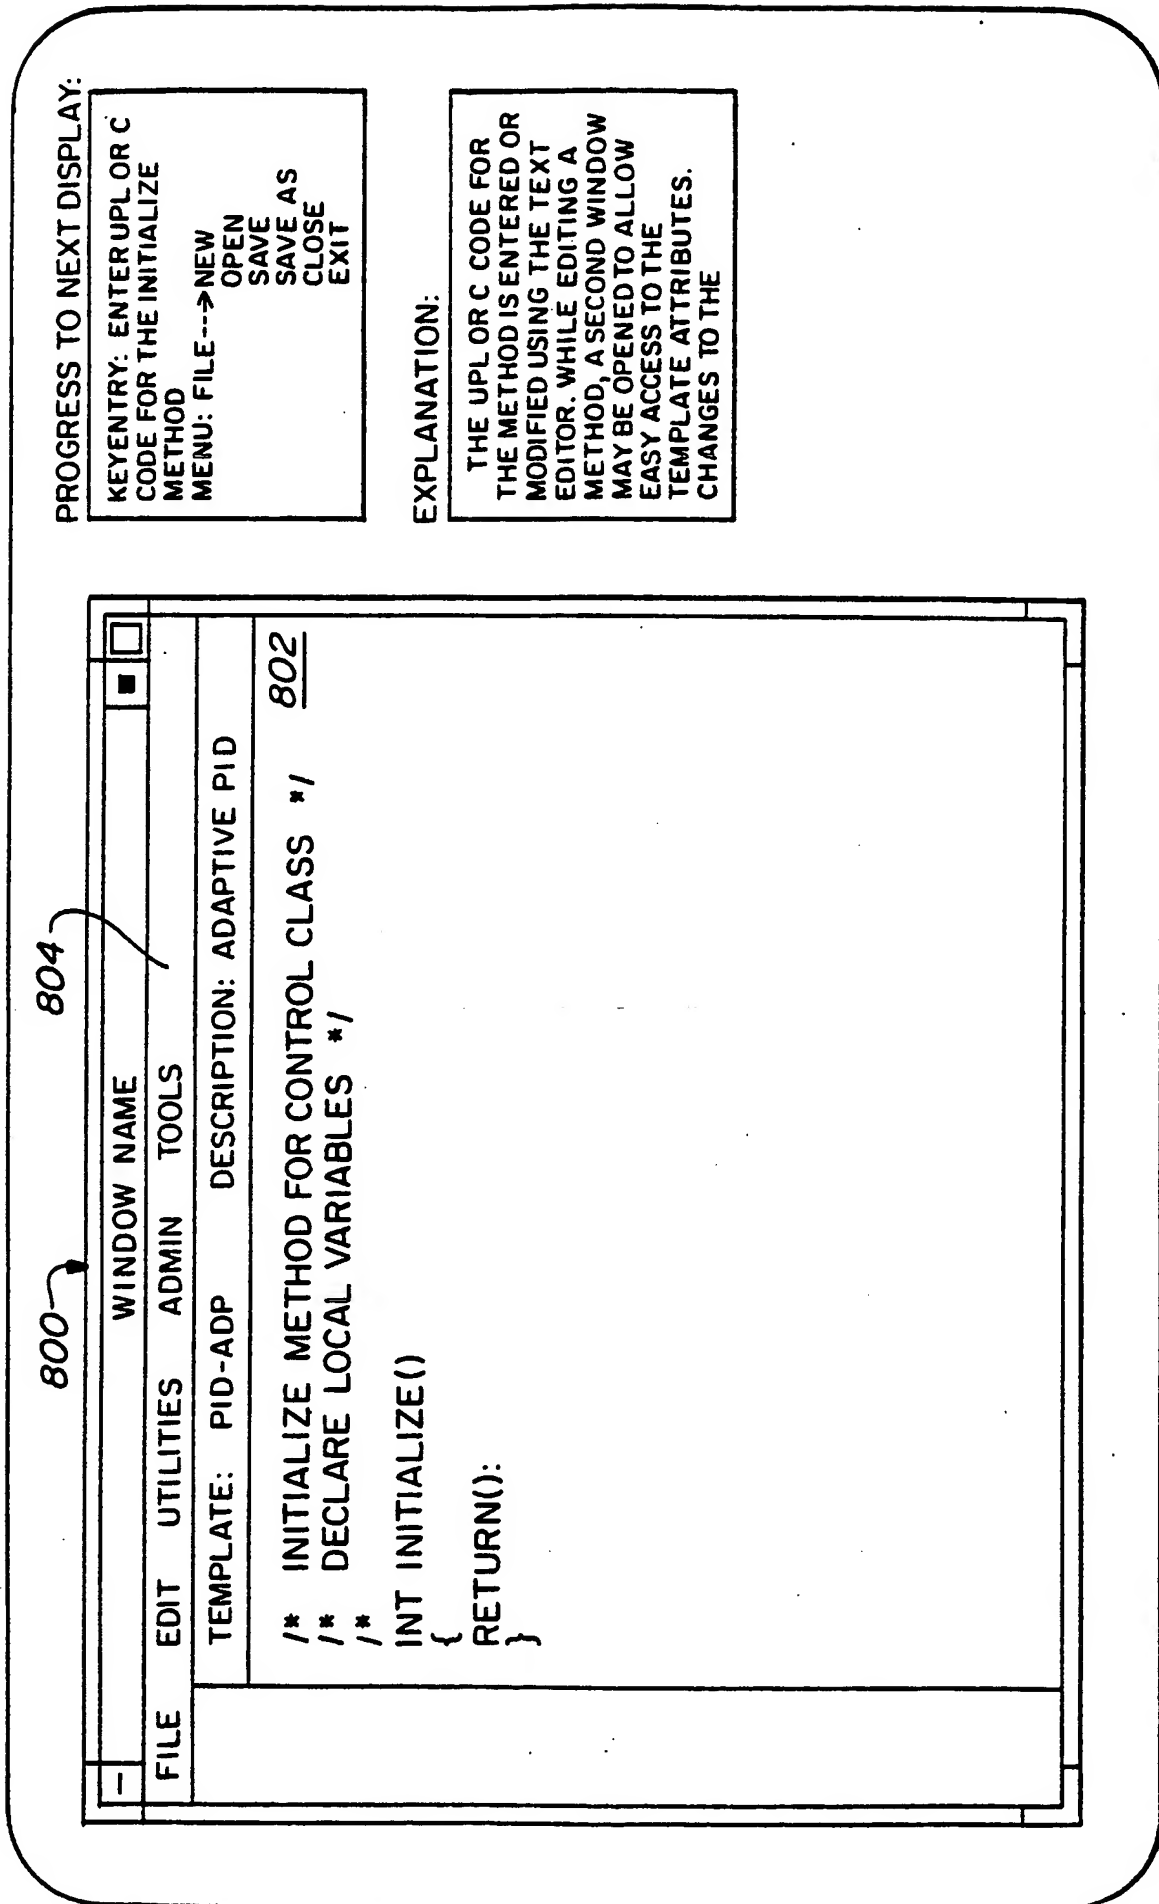 800
804
WINDOW NAME
FILE EDIT UTILITIES ADMIN TOOLS
TEMPLATE: PID-ADP DESCRIPTION: ADAPTIVE PID
802
/* INITIALIZE METHOD FOR CONTROL CLASS */
/* DECLARE LOCAL VARIABLES */
/*
INT INITIALIZE()
{
RETURN():
}
PROGRESS TO NEXT DISPLAY:
KEYENTRY: ENTER UPL OR C
CODE FOR THE INITIALIZE
METHOD
MENU: FILE--->NEW
OPEN
SAVE
SAVE AS
CLOSE
EXIT
EXPLANATION:
THE UPL OR C CODE FOR
THE METHOD IS ENTERED OR
MODIFIED USING THE TEXT
EDITOR. WHILE EDITING A
METHOD, A SECOND WINDOW
MAY BE OPENED TO ALLOW
EASY ACCESS TO THE
TEMPLATE ATTRIBUTES.
CHANGES TO THE